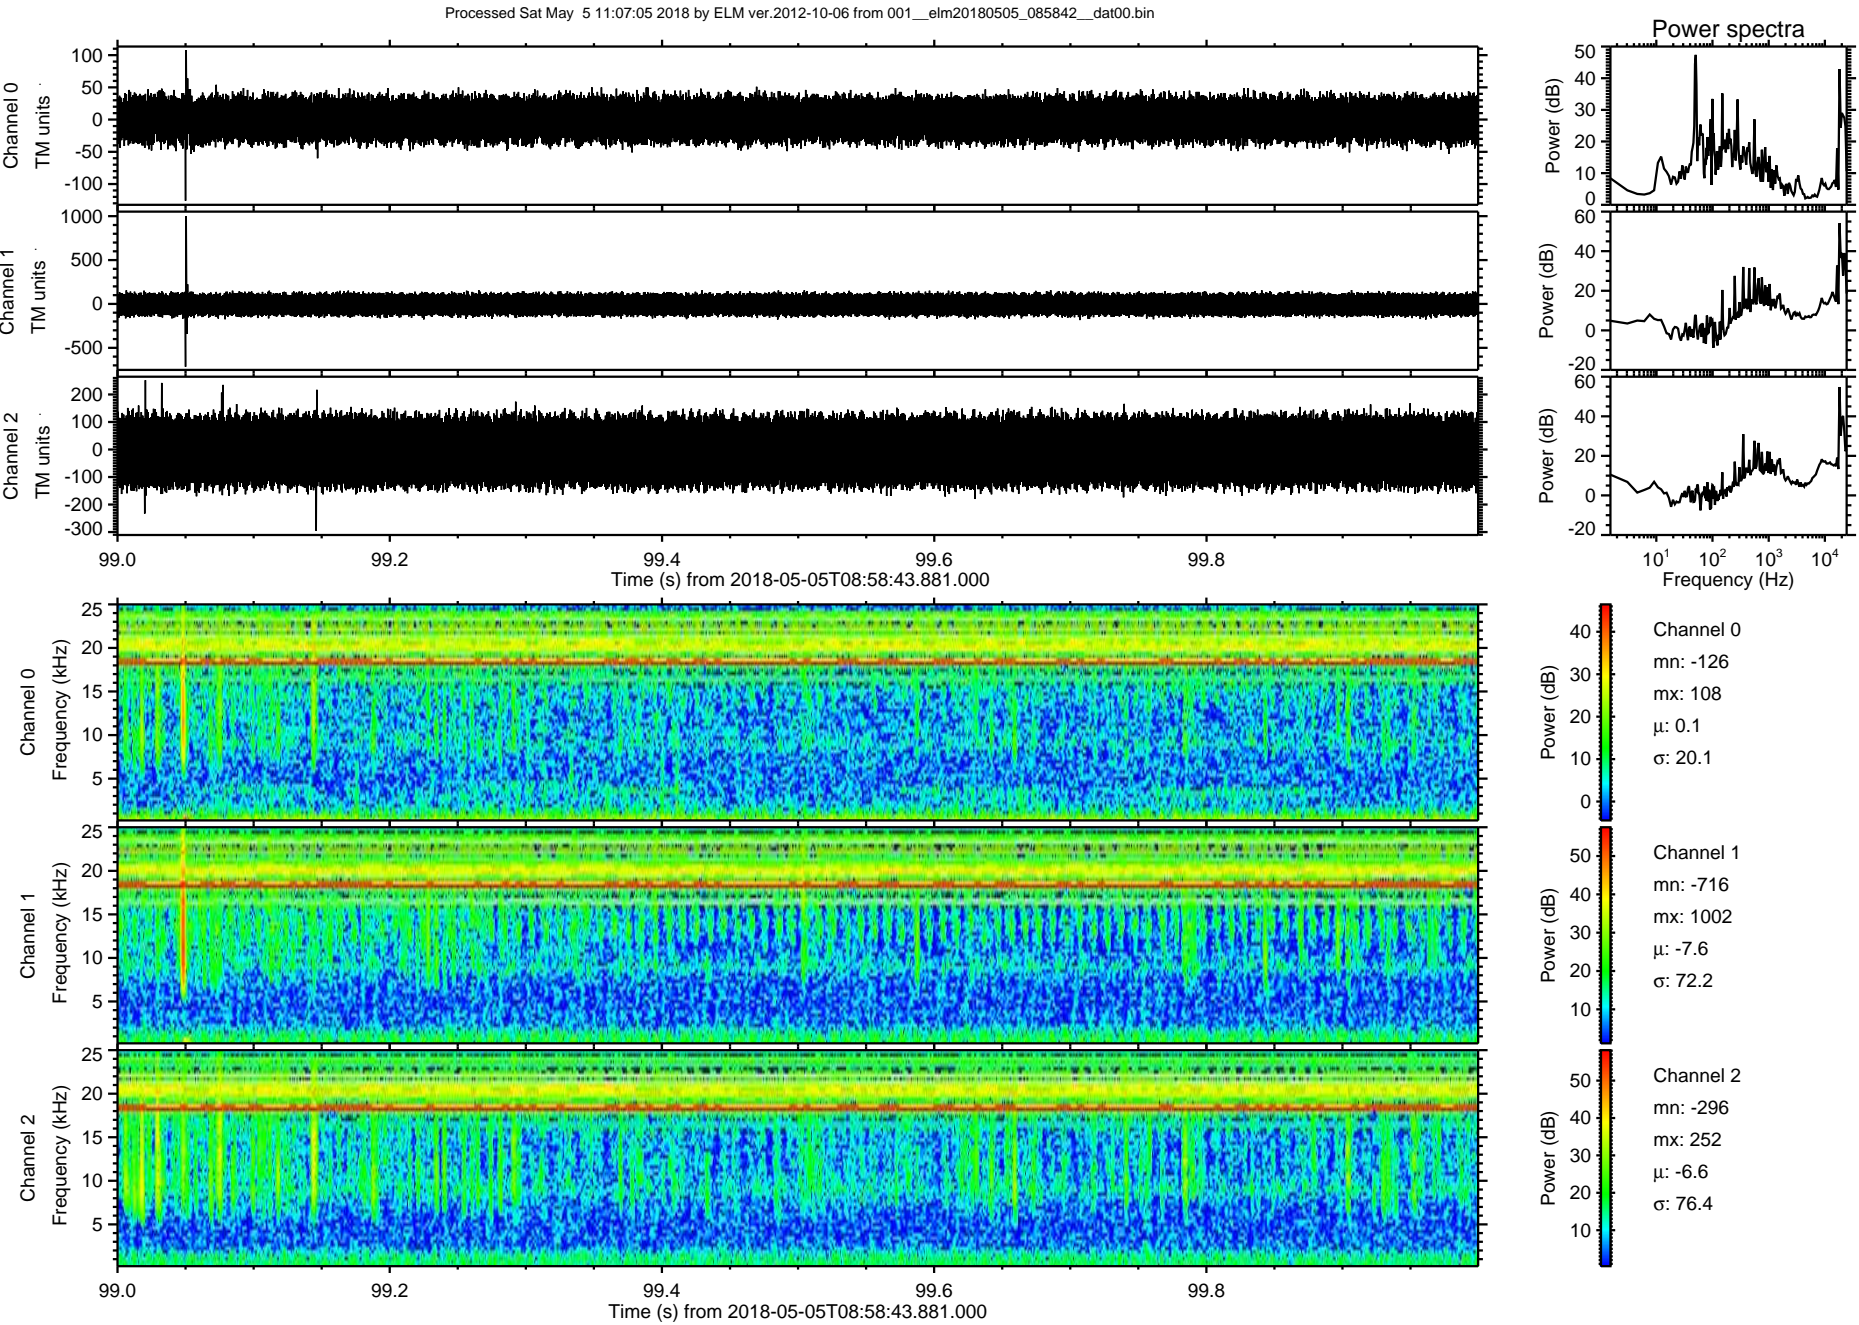 Processed Sat May  5 11:07:05 2018 by ELM ver.2012-10-06 from 001__elm20180505_085842__dat00.bin
Power spectra
Channel 0
TM units
100
50
0
-50
-100
Power (dB)
50
40
30
20
10
0
Channel 1
TM units
1000
500
0
-500
Power (dB)
60
40
20
0
-20
Channel 2
TM units
200
100
0
-100
-200
-300
Power (dB)
60
40
20
0
-20
99.0 99.2 99.4 99.6 99.8
Time (s) from 2018-05-05T08:58:43.881.000
10¹ 10² 10³ 10⁴
Frequency (Hz)
Channel 0
Frequency (kHz)
25
20
15
10
5
Power (dB)
40
30
20
10
0
Channel 0
mn: -126
mx: 108
μ: 0.1
σ: 20.1
Channel 1
Frequency (kHz)
25
20
15
10
5
Power (dB)
50
40
30
20
10
Channel 1
mn: -716
mx: 1002
μ: -7.6
σ: 72.2
Channel 2
Frequency (kHz)
25
20
15
10
5
Power (dB)
50
40
30
20
10
Channel 2
mn: -296
mx: 252
μ: -6.6
σ: 76.4
99.0 99.2 99.4 99.6 99.8
Time (s) from 2018-05-05T08:58:43.881.000